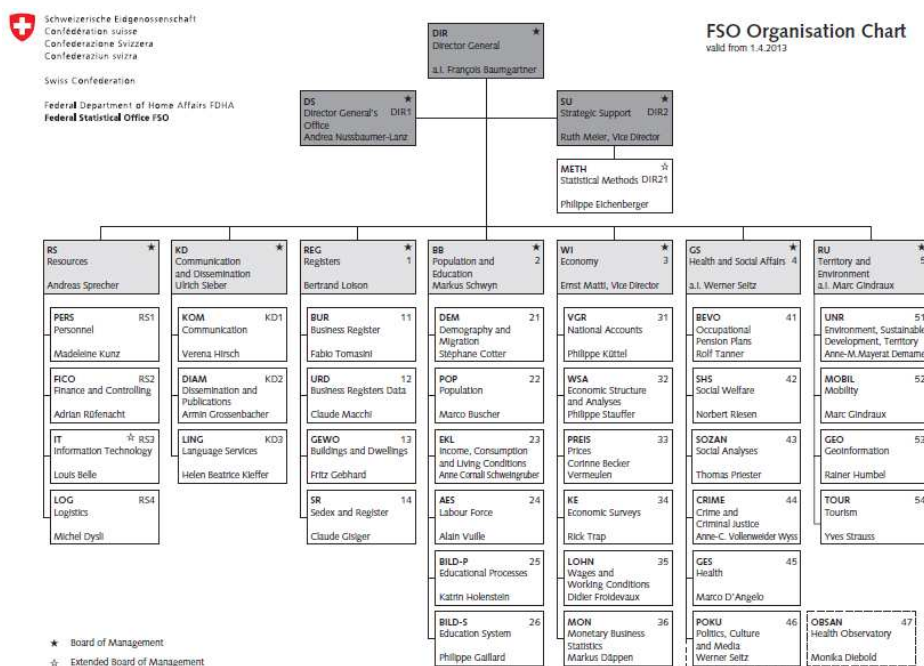 Schweizerische Eidgenossenschaft
Confédération suisse
Confederazione Svizzera
Confederaziun svizra
Swiss Confederation
Federal Department of Home Affairs FDHA
Federal Statistical Office FSO
FSO Organisation Chart
valid from 1.4.2013
DIR ★
Director General
a.i. François Baumgartner
DS ★
Director General's DIR1
Office
Andrea Nussbaumer-Lanz
SU ★
Strategic Support DIR2
Ruth Meier, Vice Director
METH ☆
Statistical Methods DIR21
Philippe Eichenberger
RS ★
Resources
Andreas Sprecher
PERS RS1
Personnel
Madeleine Kunz
FICO RS2
Finance and Controlling
Adrian Rüfenacht
IT ☆ RS3
Information Technology
Louis Belle
LOG RS4
Logistics
Michel Dysli
KD ★
Communication
and Dissemination
Ulrich Sieber
KOM KD1
Communication
Verena Hirsch
DIAM KD2
Dissemination and
Publications
Armin Grossenbacher
LING KD3
Language Services
Helen Beatrice Kieffer
REG ★
Registers 1
Bertrand Loison
BUR 11
Business Register
Fabio Tomasini
URD 12
Business Registers Data
Claude Macchi
GEWO 13
Buildings and Dwellings
Fritz Gebhard
SR 14
Sedex and Register
Claude Gisiger
BB ★
Population and 2
Education
Markus Schwyn
DEM 21
Demography and
Migration
Stéphane Cotter
POP 22
Population
Marco Buscher
EKL 23
Income, Consumption
and Living Conditions
Anne Cornali Schweingruber
AES 24
Labour Force
Alain Vuille
BILD-P 25
Educational Processes
Katrin Holenstein
BILD-S 26
Education System
Philippe Gaillard
WI ★
Economy 3
Ernst Matti, Vice Director
VGR 31
National Accounts
Philippe Küttel
WSA 32
Economic Structure
and Analyses
Philippe Stauffer
PREIS 33
Prices
Corinne Becker
Vermeulen
KE 34
Economic Surveys
Rick Trap
LOHN 35
Wages and
Working Conditions
Didier Froidevaux
MON 36
Monetary Business
Statistics
Markus Däppen
GS ★
Health and Social Affairs 4
a.i. Werner Seitz
BEVO 41
Occupational
Pension Plans
Rolf Tanner
SHS 42
Social Welfare
Norbert Riesen
SOZAN 43
Social Analyses
Thomas Priester
CRIME 44
Crime and
Criminal Justice
Anne-C. Vollenweider Wyss
GES 45
Health
Marco D'Angelo
POKU 46
Politics, Culture
and Media
Werner Seitz
OBSAN 47
Health Observatory
Monika Diebold
RU ★
Territory and 5
Environment
a.i. Marc Gindraux
UNR 51
Environment, Sustainable
Development, Territory
Anne-M.Mayerat Demarne
MOBIL 52
Mobility
Marc Gindraux
GEO 53
Geoinformation
Rainer Humbel
TOUR 54
Tourism
Yves Strauss
★ Board of Management
☆ Extended Board of Management